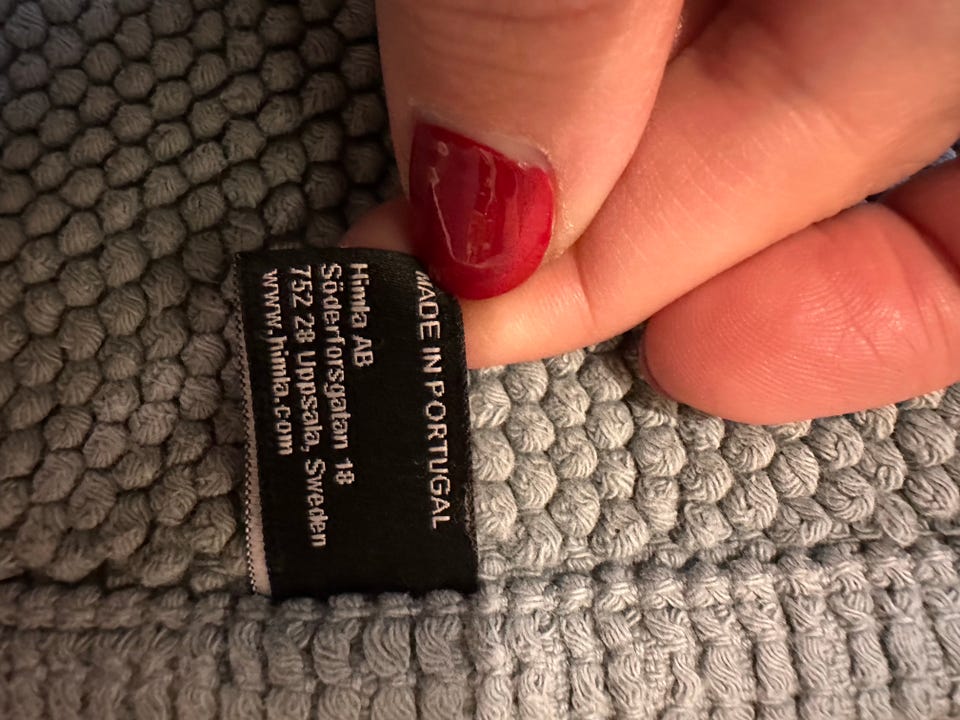 MADE IN PORTUGAL
Himla AB
Söderforsgatan 18
752 28 Uppsala, Sweden
www.himla.com